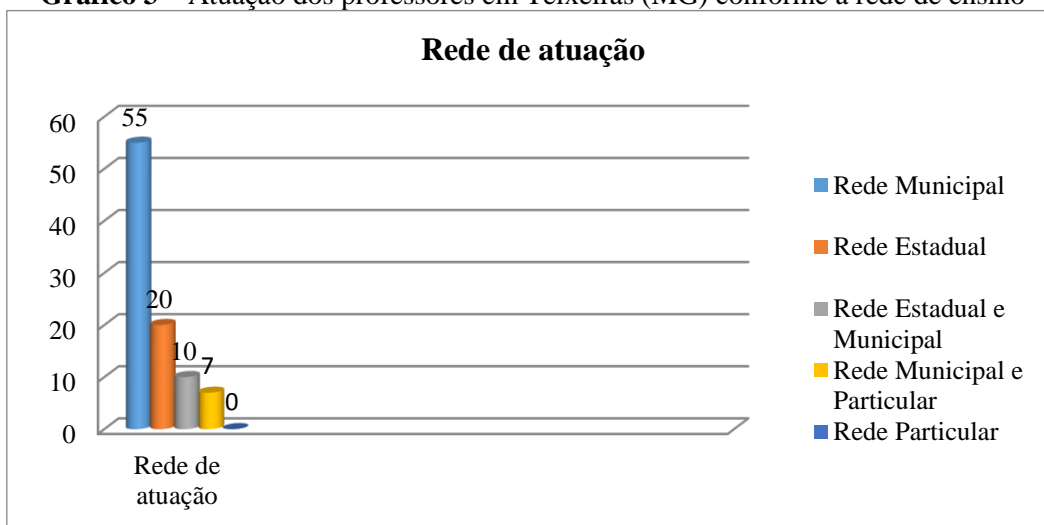 Gráfico 3 – Atuação dos professores em Teixeiras (MG) conforme a rede de ensino
Rede de atuação
60
50
40
30
20
10
0
55
20
10
7
0
Rede de
atuação
Rede Municipal
Rede Estadual
Rede Estadual e
Municipal
Rede Municipal e
Particular
Rede Particular